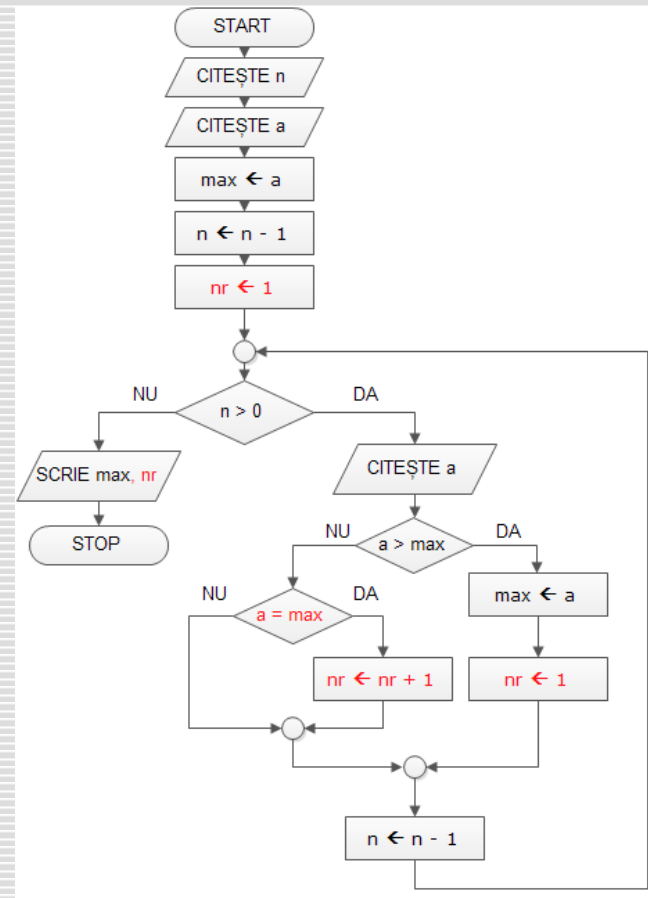 START
CITEȘTE n
CITEȘTE a
max ← a
n ← n - 1
nr ← 1
n > 0
NU
DA
SCRIE max, nr
STOP
CITEȘTE a
a > max
NU
DA
a = max
NU
DA
nr ← nr + 1
max ← a
nr ← 1
n ← n - 1